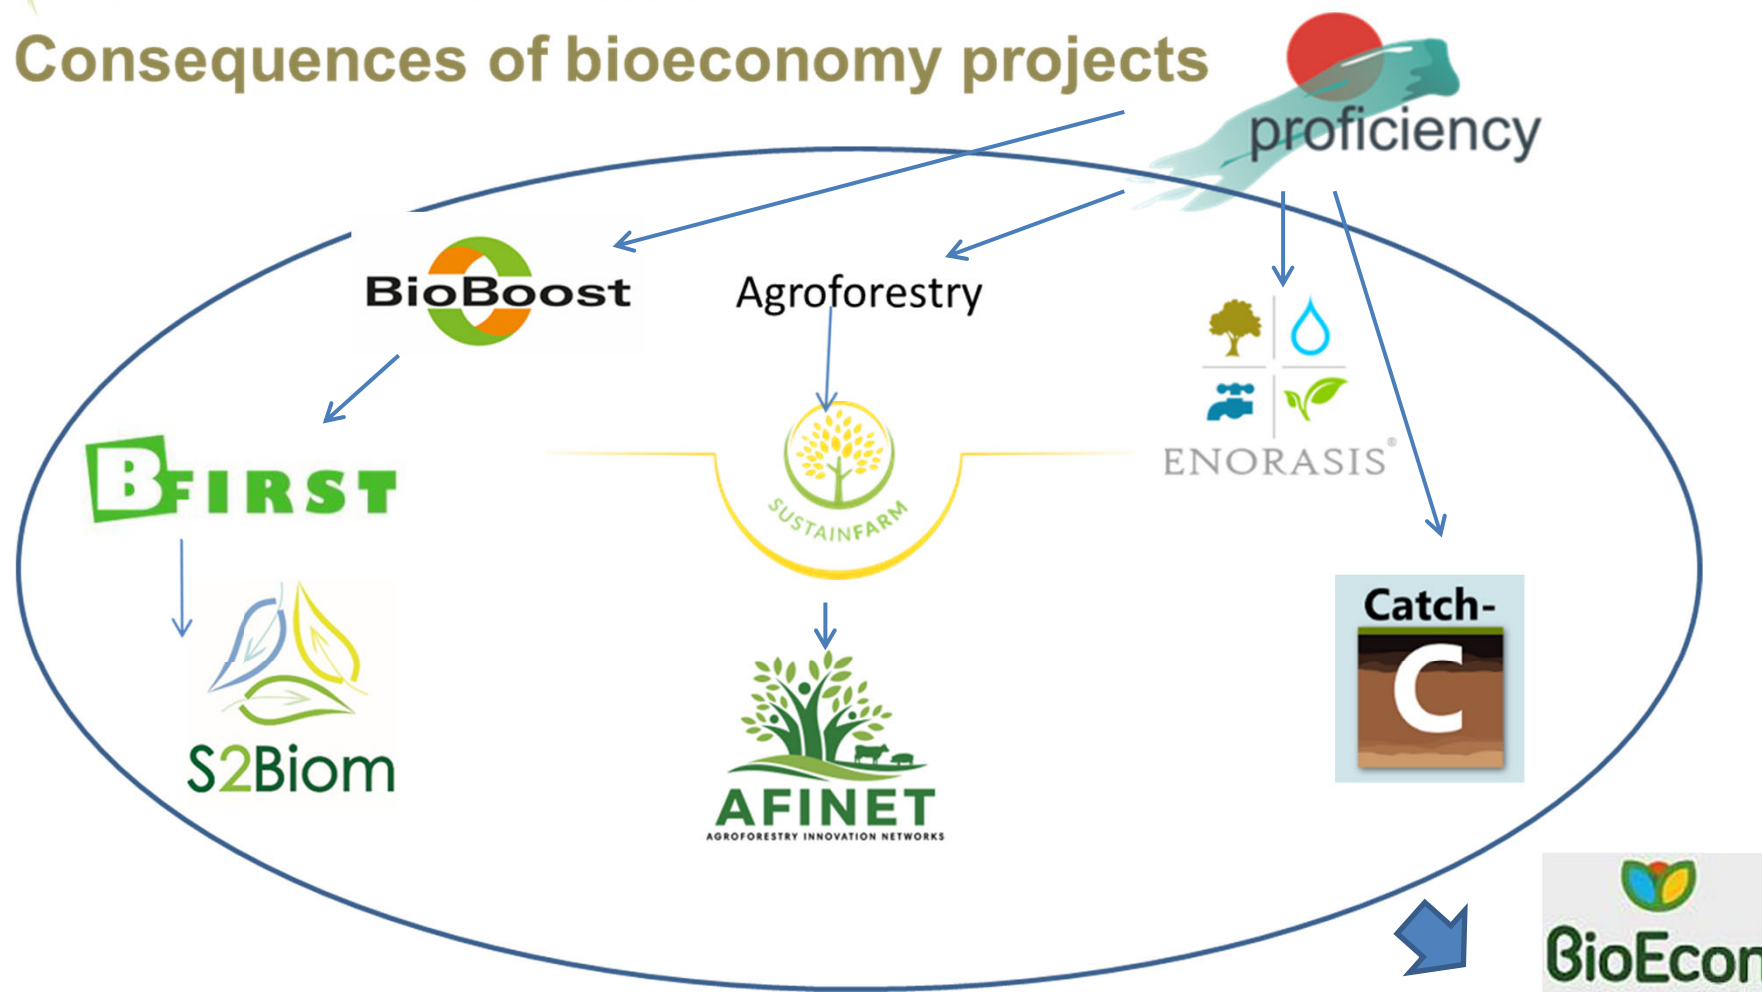 Consequences of bioeconomy projects
proficiency
BioBoost
Agroforestry
BFIRST
SUSTAINFARM
ENORASIS®
S2Biom
Catch-
C
AFINET
AGROFORESTRY INNOVATION NETWORKS
BioEcon